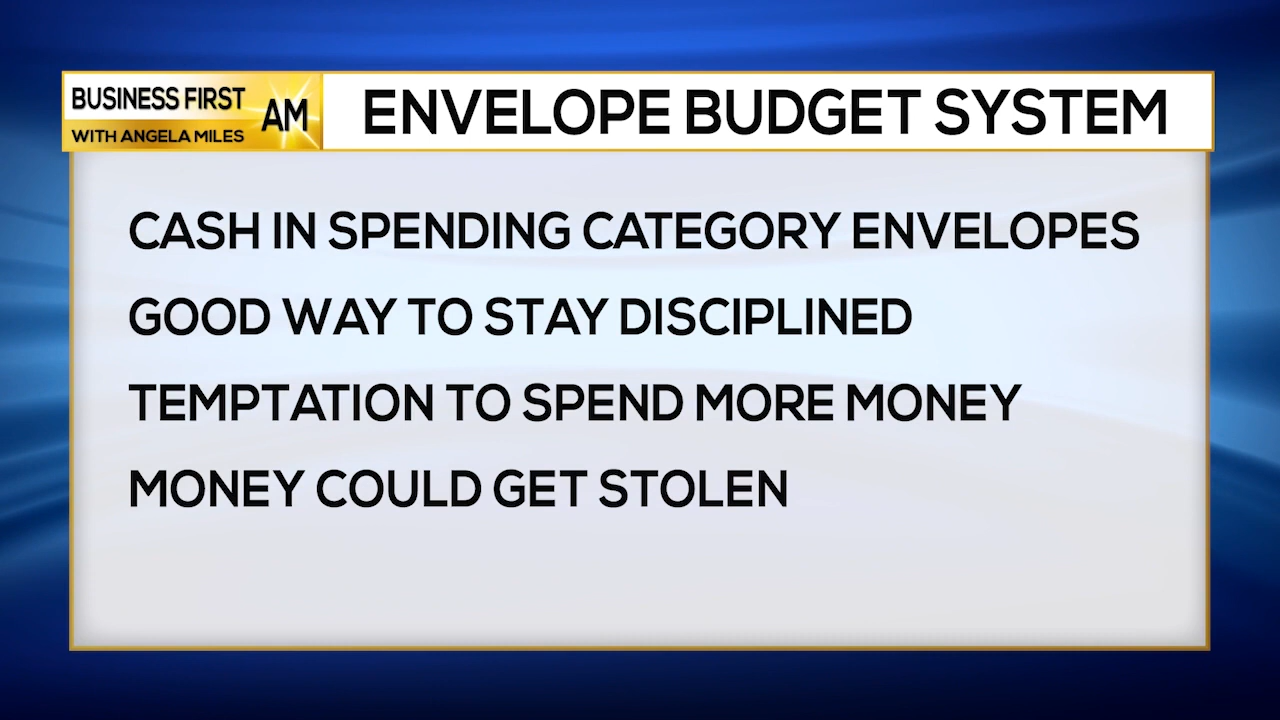 BUSINESS FIRST
AM
WITH ANGELA MILES
ENVELOPE BUDGET SYSTEM
CASH IN SPENDING CATEGORY ENVELOPES
GOOD WAY TO STAY DISCIPLINED
TEMPTATION TO SPEND MORE MONEY
MONEY COULD GET STOLEN